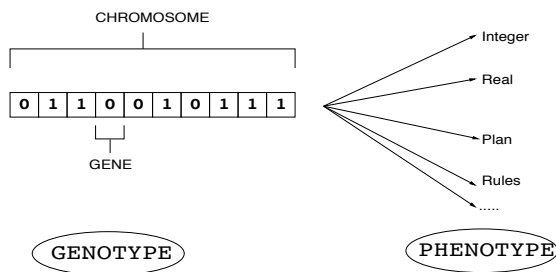 CHROMOSOME
0 1 1 0 0 1 0 1 1 1
GENE
GENOTYPE
Integer
Real
Plan
Rules
.....
PHENOTYPE